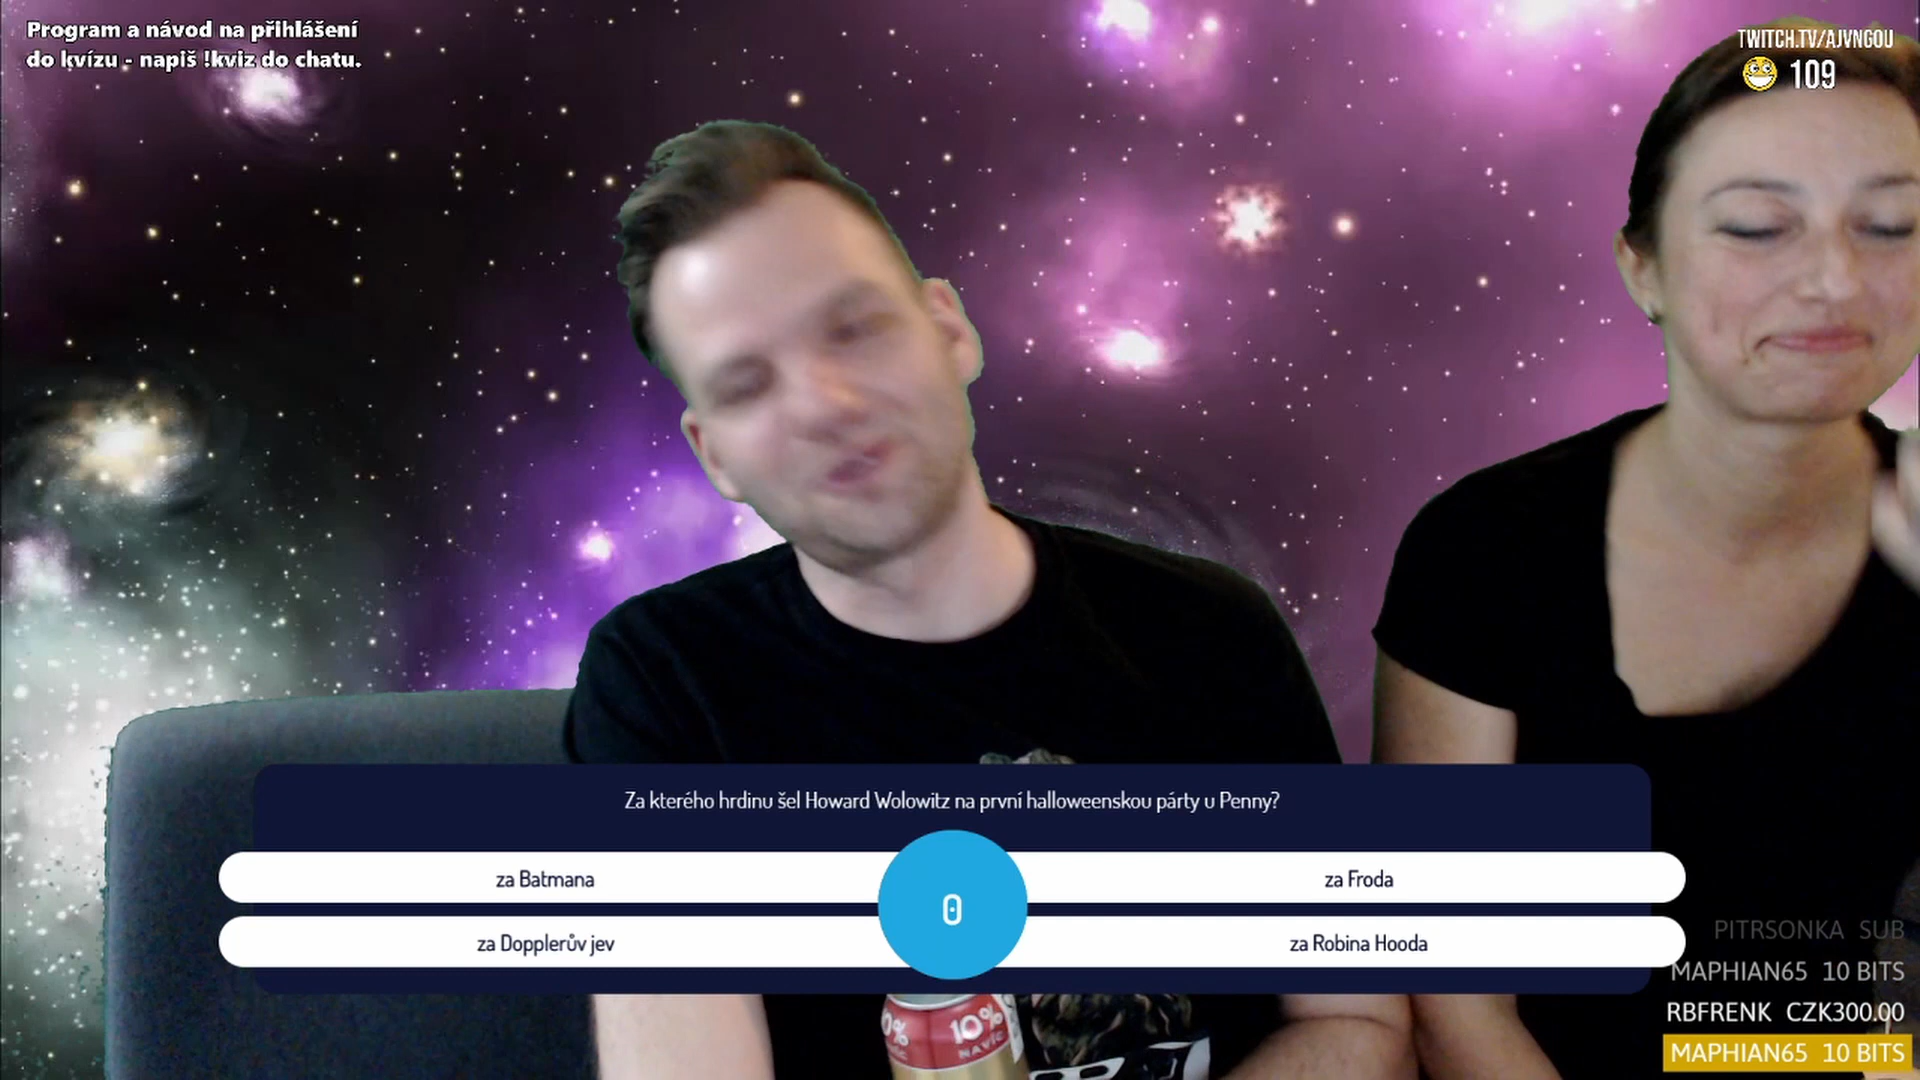 Program a návod na přihlášení
do kvízu - napiš !kviz do chatu.
TWITCH.TV/AJVNGOU
109
Za kterého hrdinu šel Howard Wolowitz na první halloweenskou párty u Penny?
za Batmana
za Froda
0
za Dopplerův jev
za Robina Hooda
PITRSONKA SUB
MAPHIAN65 10 BITS
RBFRENK CZK300.00
MAPHIAN65 10 BITS
10%
NAVÍC